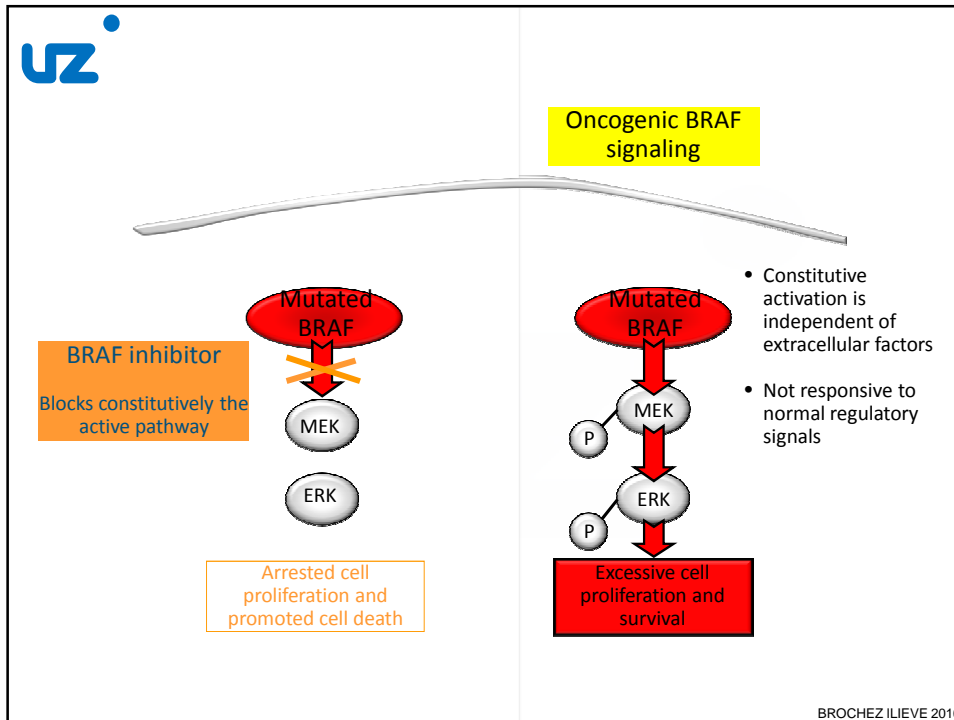 uz
Oncogenic BRAF
signaling
Mutated
BRAF
BRAF inhibitor
Blocks constitutively the
active pathway
MEK
ERK
Arrested cell
proliferation and
promoted cell death
Mutated
BRAF
MEK
P
ERK
P
Excessive cell
proliferation and
survival
• Constitutive
activation is
independent of
extracellular factors
• Not responsive to
normal regulatory
signals
BROCHEZ ILIEVE